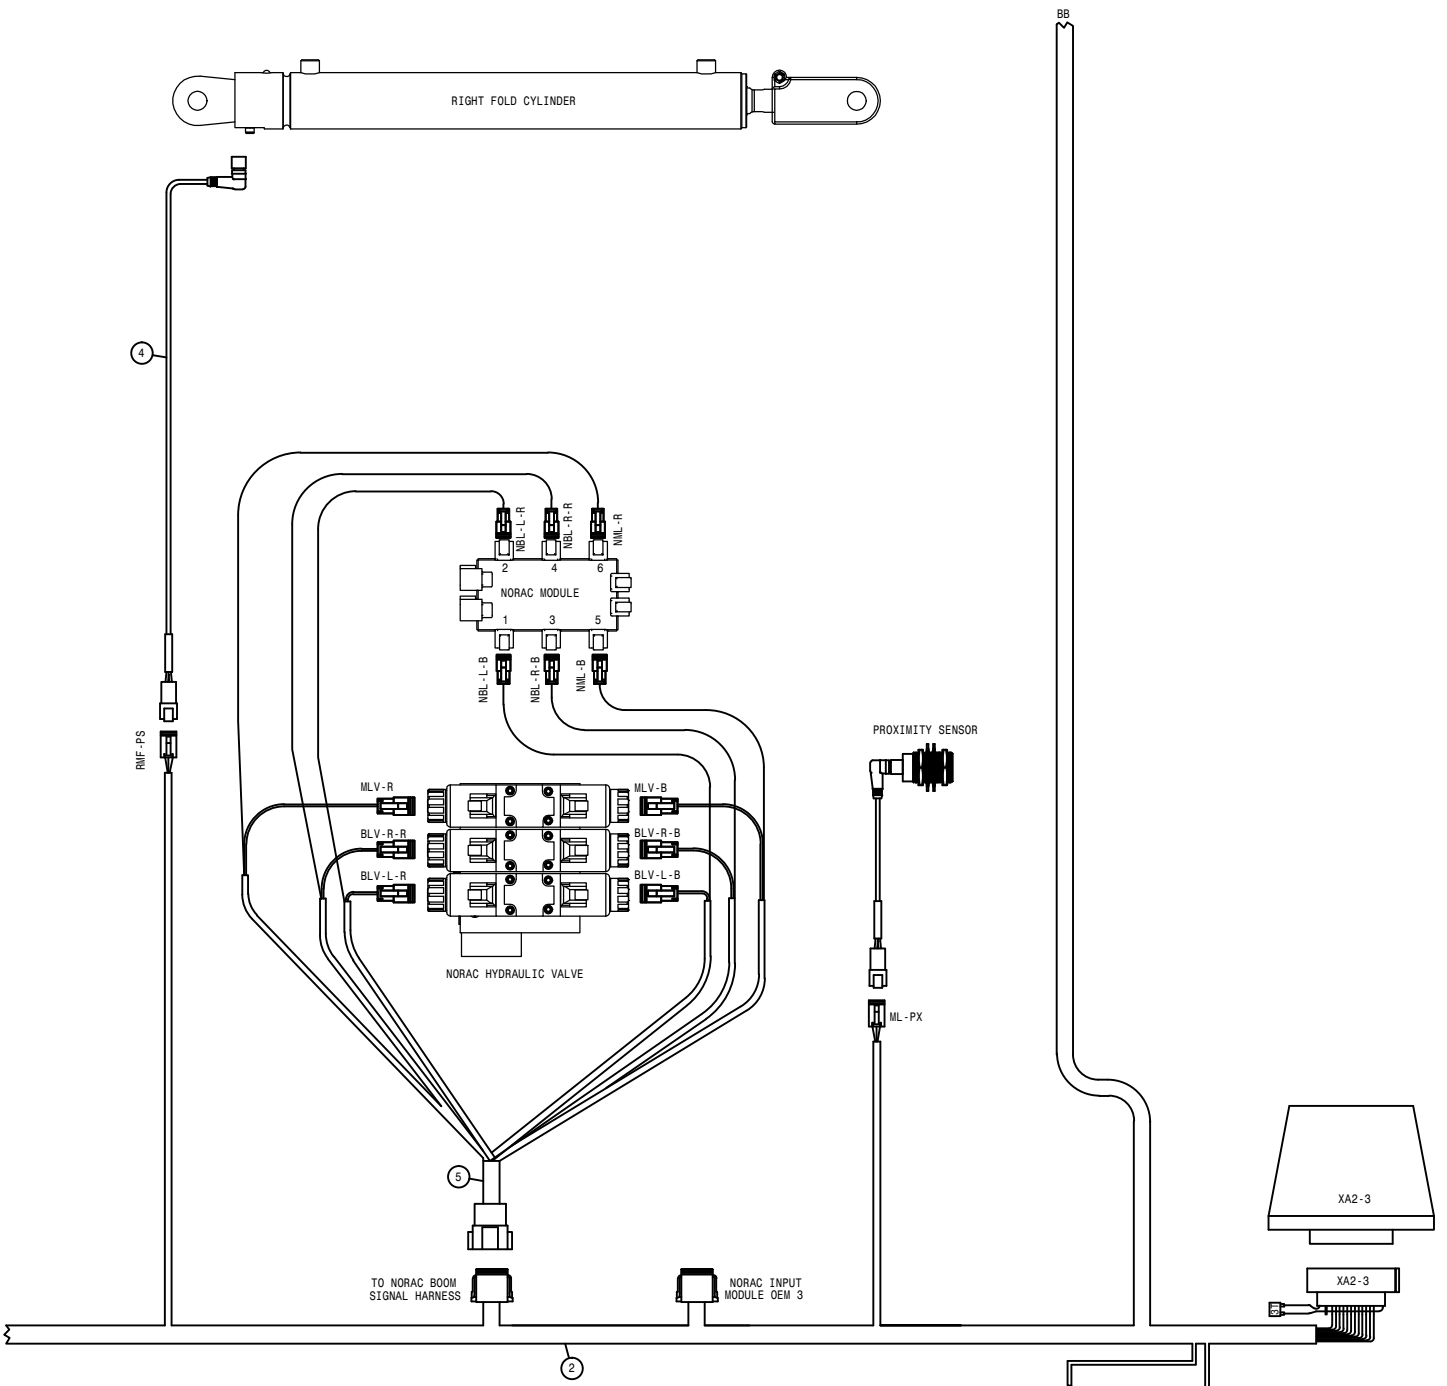 BB
RIGHT FOLD CYLINDER
4
NBL-L-R
NBL-R-R
NML-R
2 4 6
NORAC MODULE
1 3 5
NBL-L-B
NBL-R-B
NML-B
RMF-PS
PROXIMITY SENSOR
MLV-R
MLV-B
BLV-R-R
BLV-R-B
BLV-L-R
BLV-L-B
NORAC HYDRAULIC VALVE
ML-PX
5
XA2-3
TO NORAC BOOM
SIGNAL HARNESS
NORAC INPUT
MODULE OEM 3
XA2-3
31
2